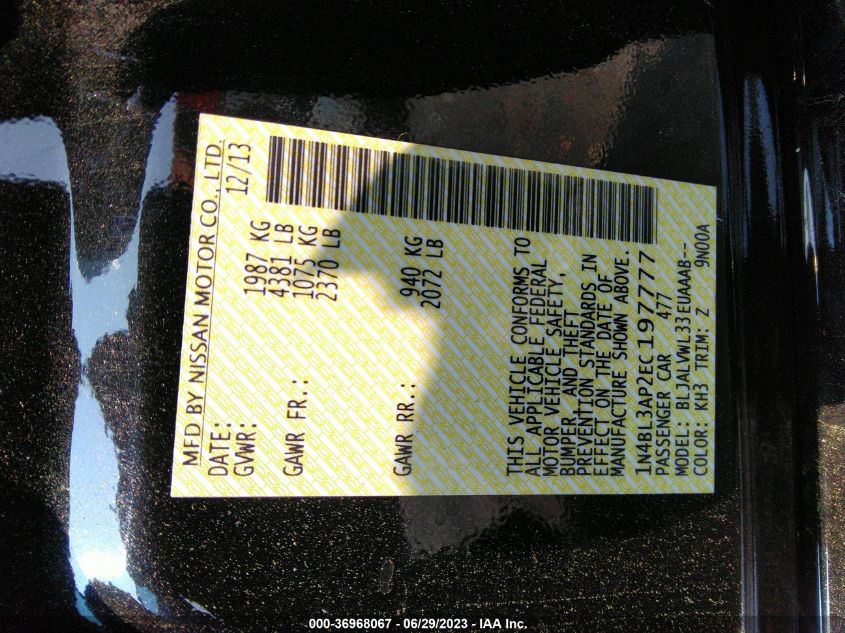 MFD BY NISSAN MOTOR CO., LTD.
DATE: 12/13
GVWR: 1987 KG
4381 LB
GAWR FR.: 1075 KG
2370 LB
GAWR RR.: 940 KG
2072 LB
THIS VEHICLE CONFORMS TO
ALL APPLICABLE FEDERAL
MOTOR VEHICLE SAFETY,
BUMPER AND THEFT
PREVENTION STANDARDS IN
EFFECT ON THE DATE OF
MANUFACTURE SHOWN ABOVE.
1N4BL3AP2EC197777
PASSENGER CAR 477
MODEL: BLJALVWL33EUAAAB--
COLOR: KH3 TRIM: Z 9N00A
000-36968067 - 06/29/2023 - IAA Inc.